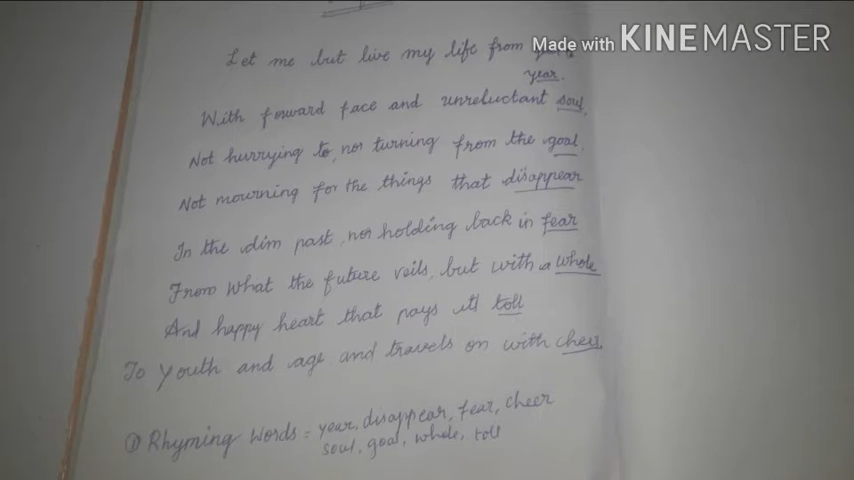 Made with KINEMASTER
Let me but live my life from year to
year.
With forward face and unreluctant soul,
Not hurrying to, nor turning from the goal,
Not mourning for the things that disappear
In the dim past, nor holding back in fear
From what the future veils, but with a whole
And happy heart that pays its toll
To Youth and age and travels on with cheer.
① Rhyming Words = year, disappear, fear, cheer
soul, goal, whole, toll